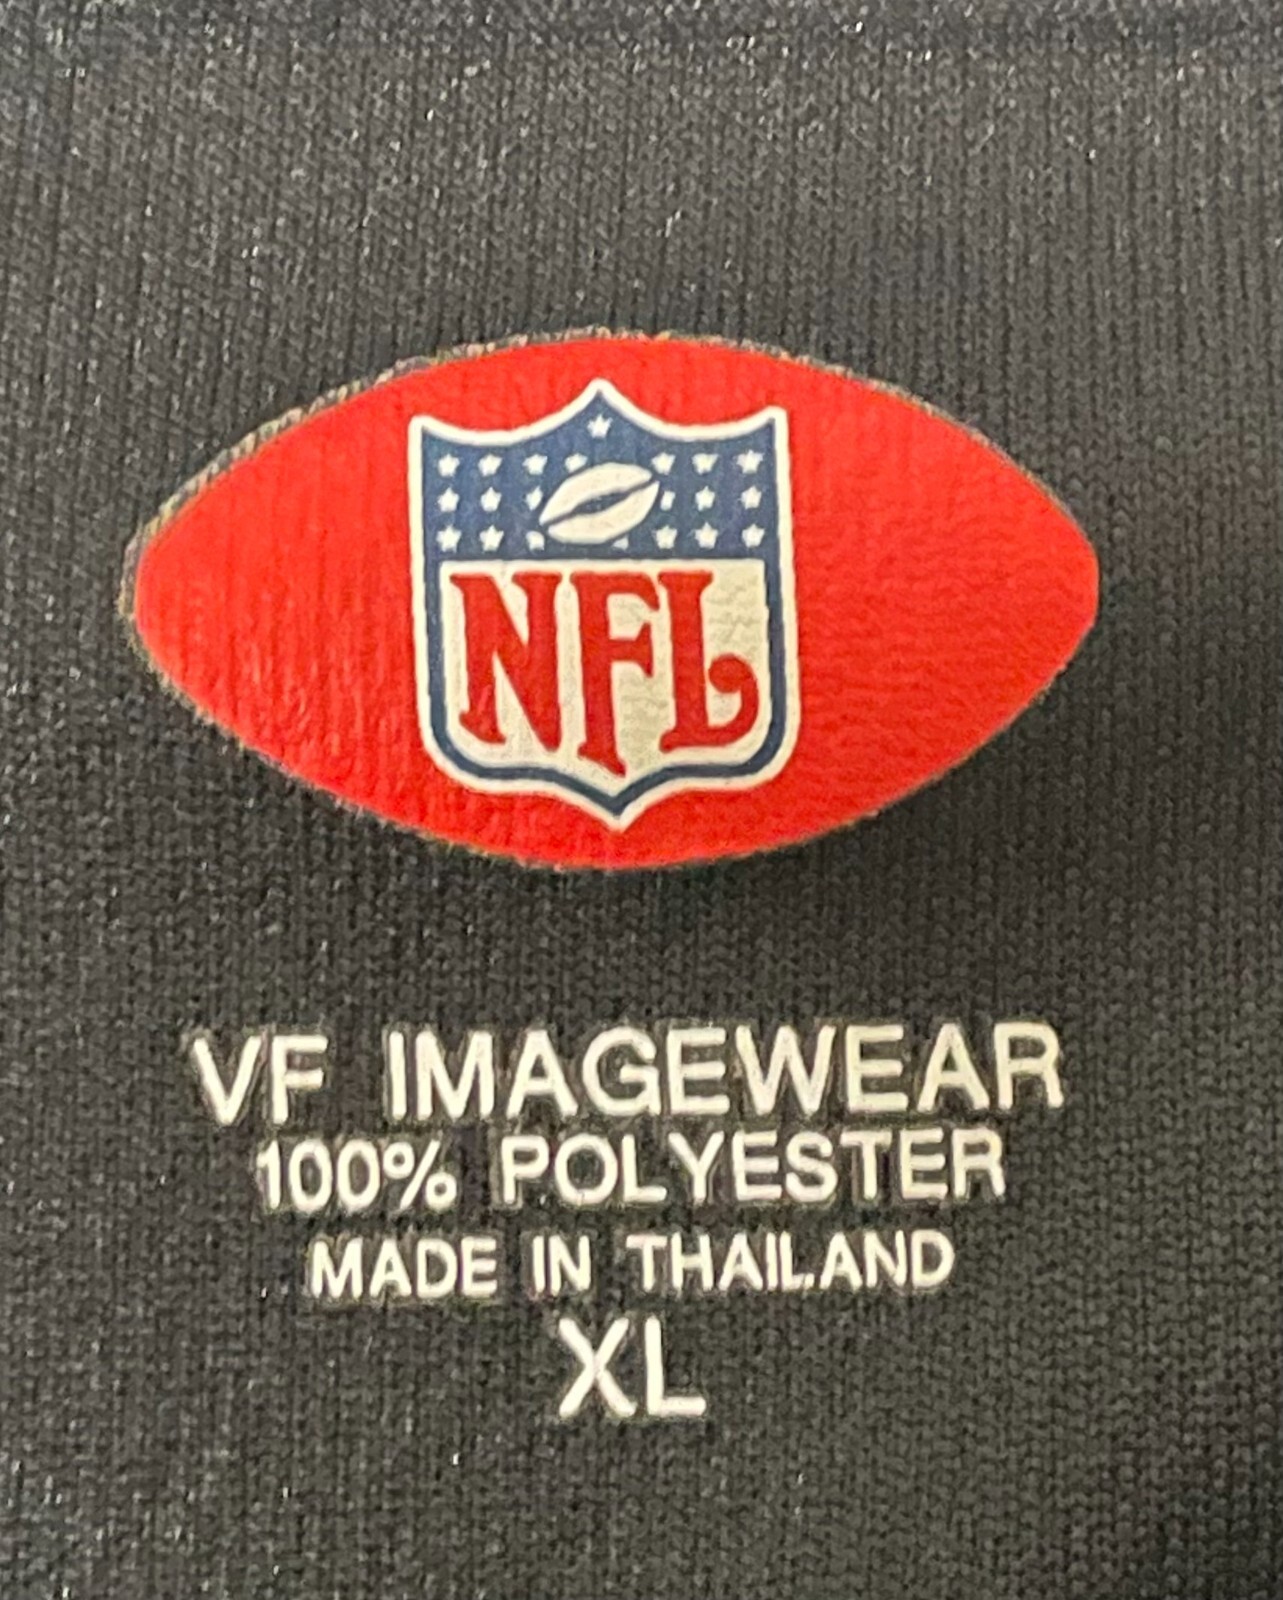 NFL
VF IMAGEWEAR
100% POLYESTER
MADE IN THAILAND
XL